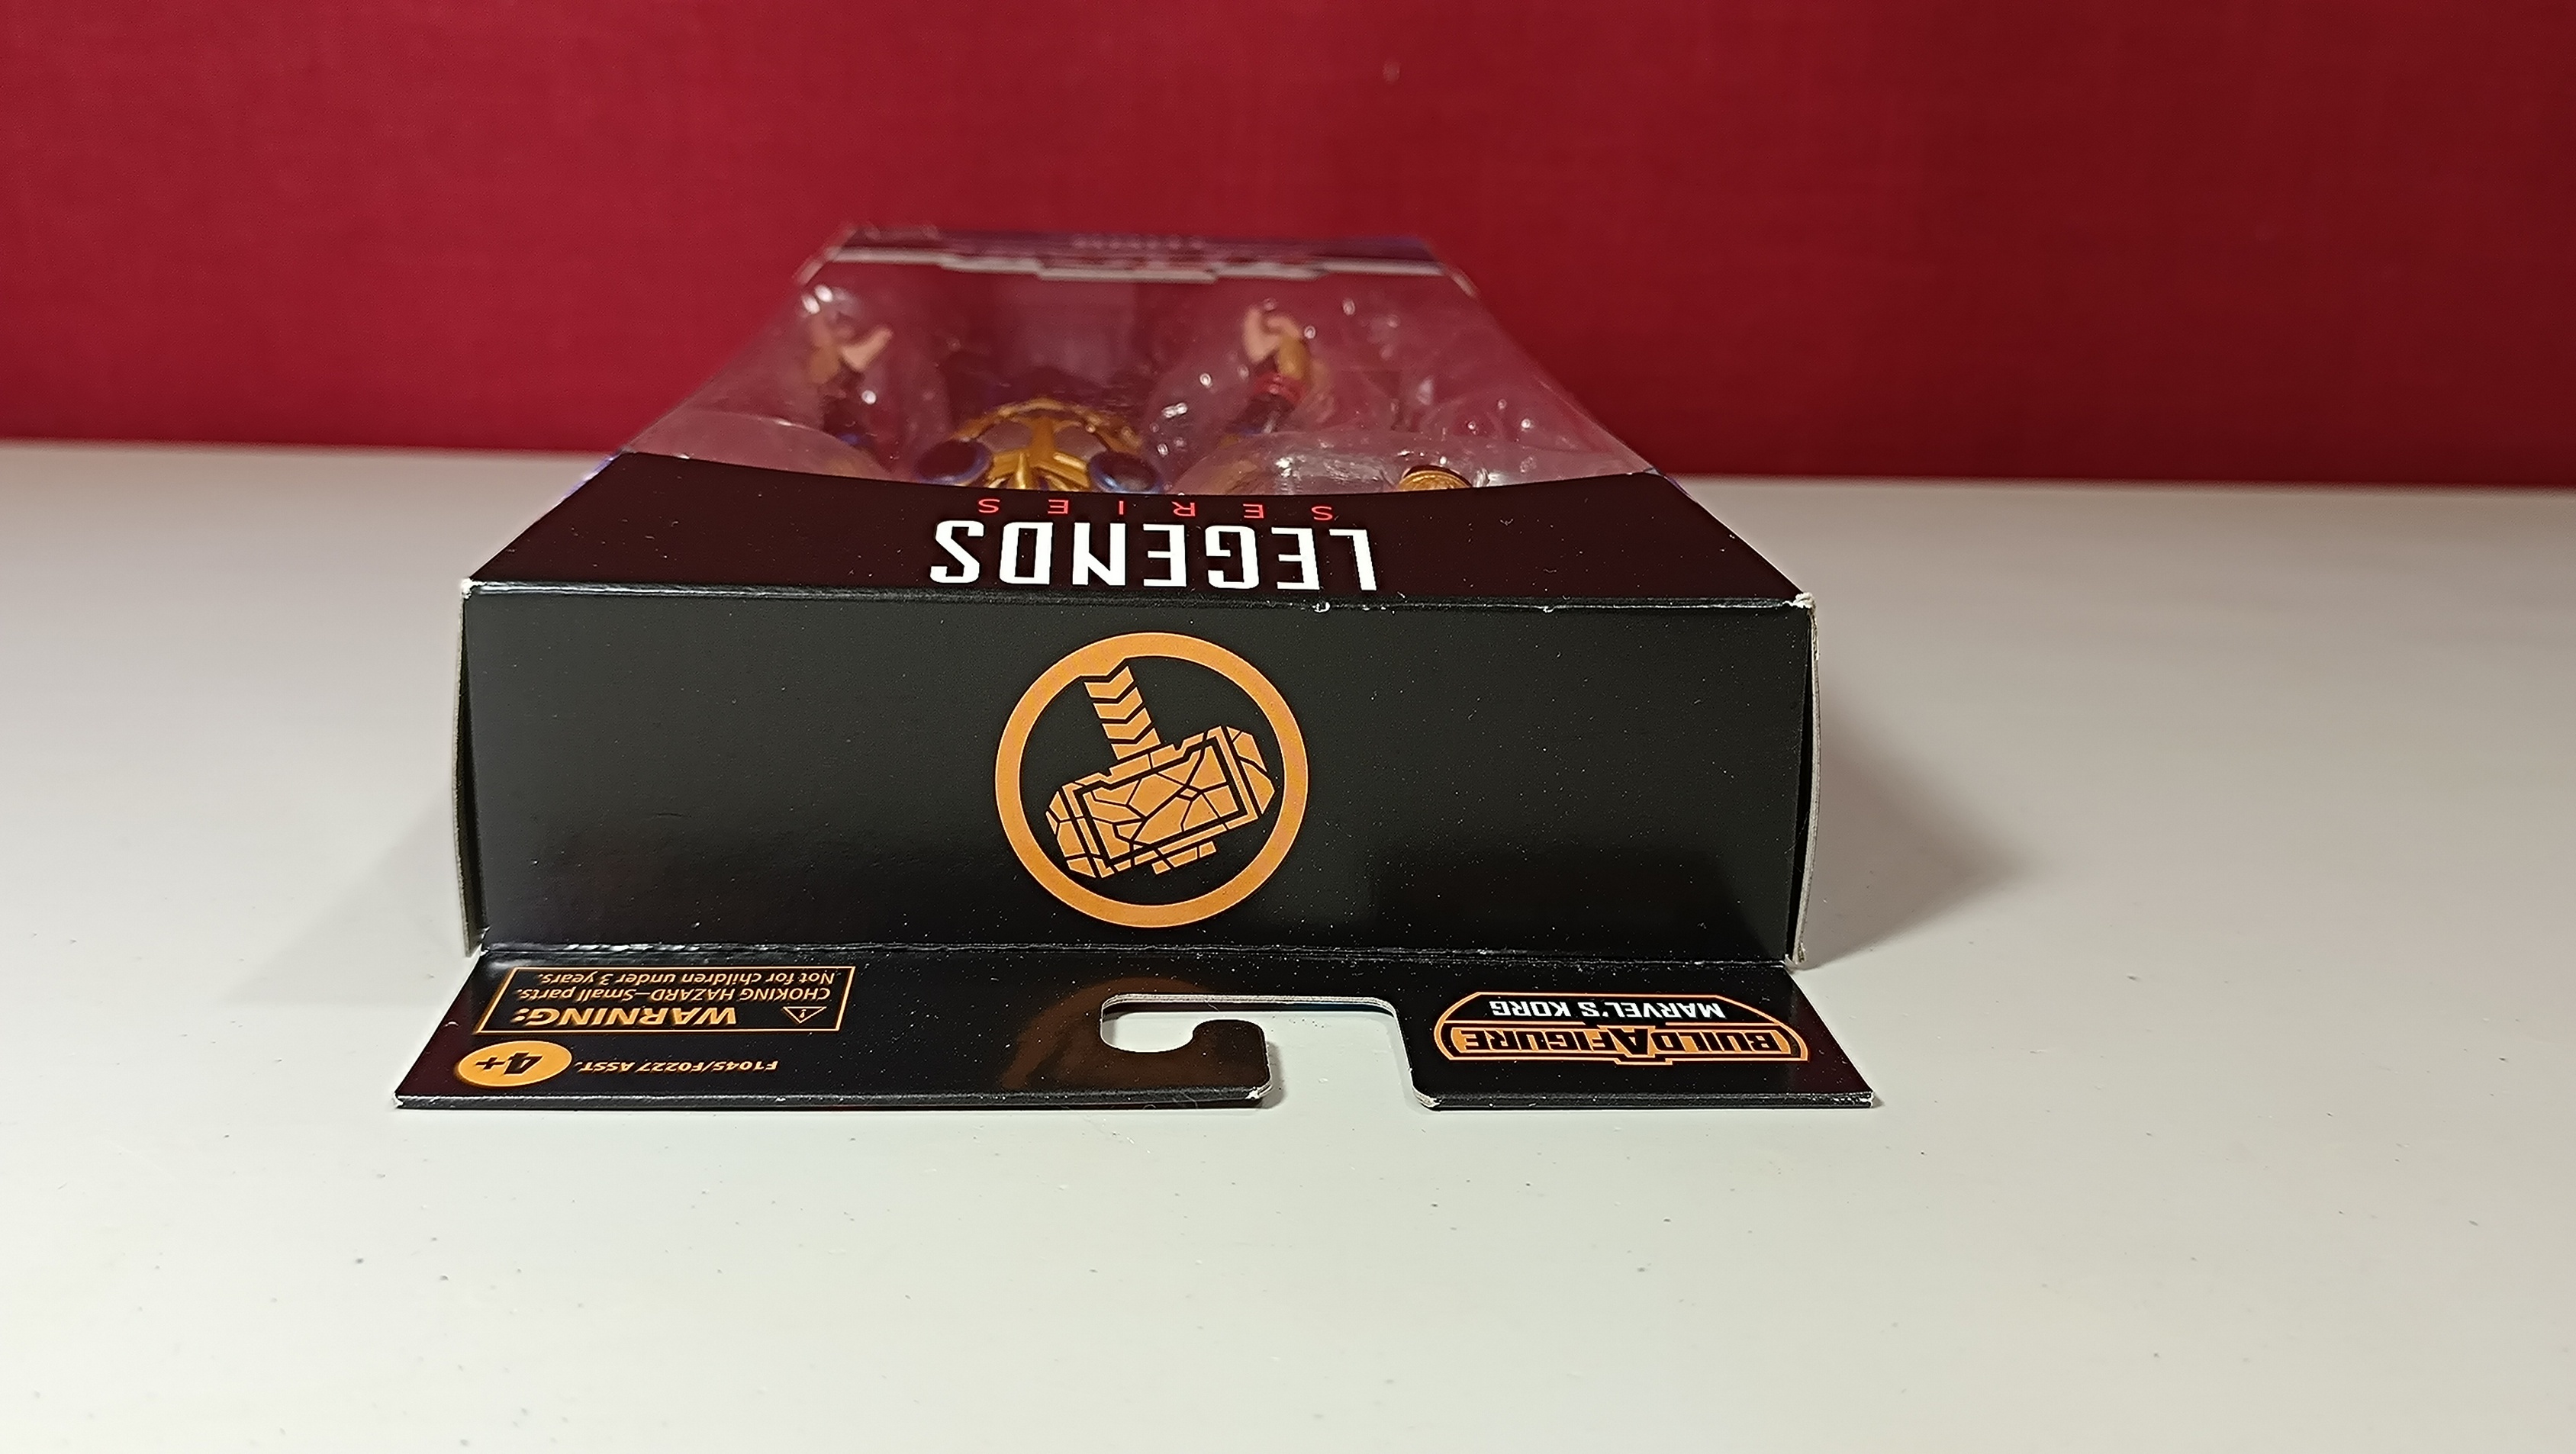 BUILD A FIGURE
MARVEL'S KORG
F1045/F0227 ASST.
4+
WARNING:
CHOKING HAZARD–Small parts.
Not for children under 3 years.
LEGENDS
SERIES